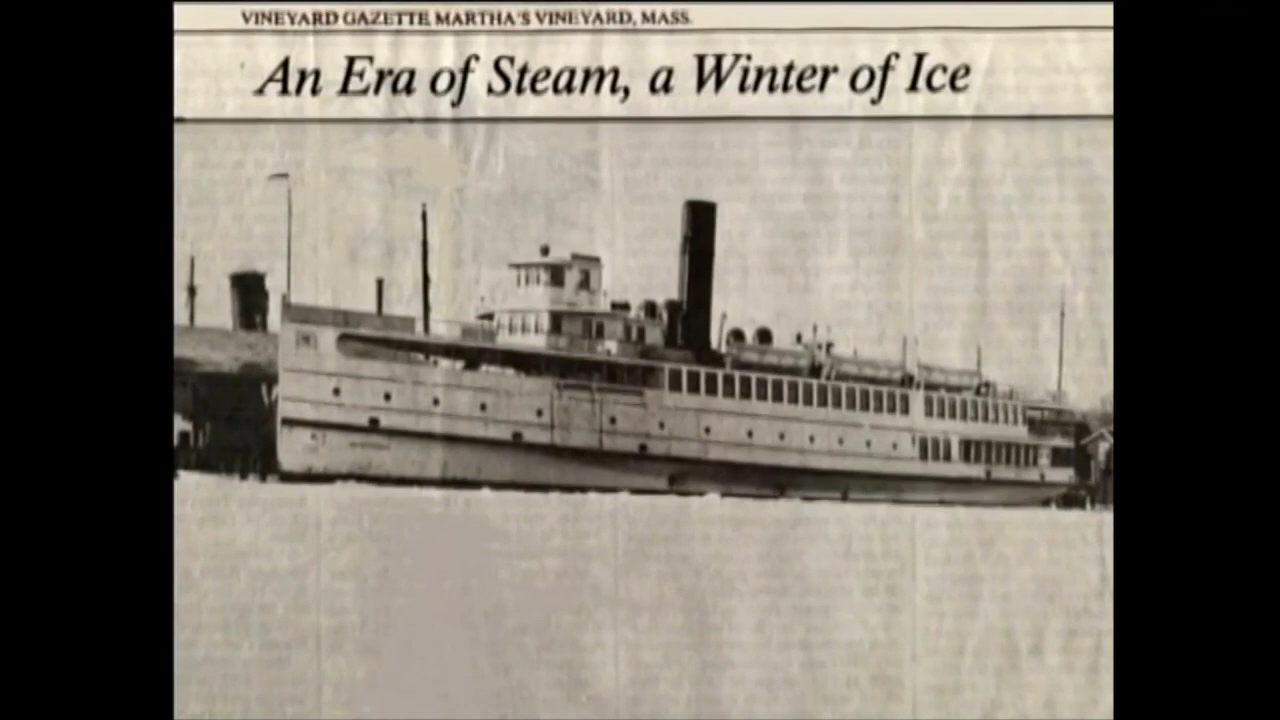 VINEYARD GAZETTE MARTHA'S VINEYARD, MASS.
An Era of Steam, a Winter of Ice